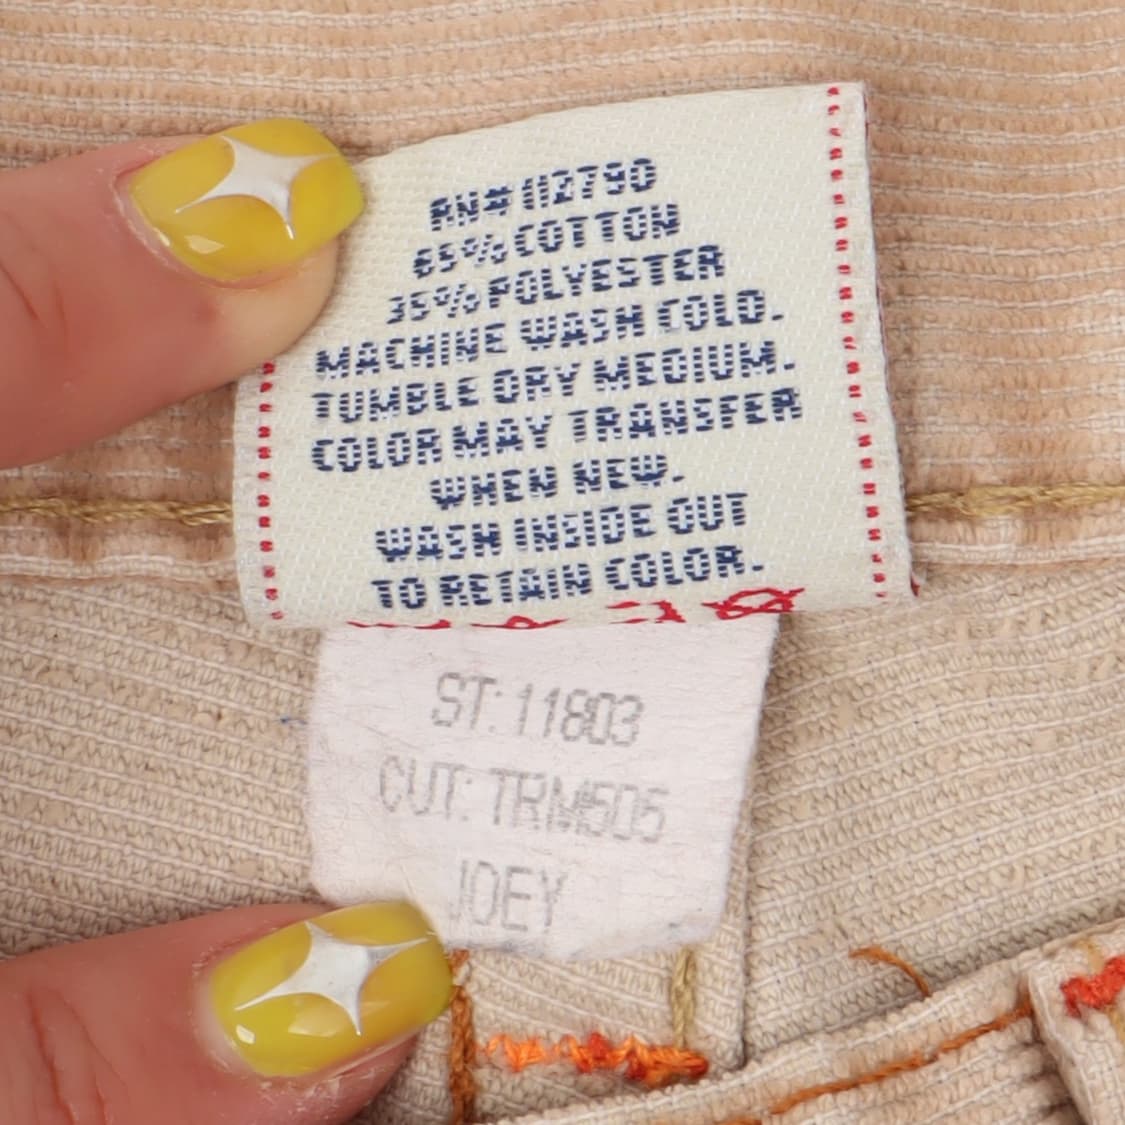 RN# 112790
65% COTTON
35% POLYESTER
MACHINE WASH COLD.
TUMBLE DRY MEDIUM.
COLOR MAY TRANSFER
WHEN NEW.
WASH INSIDE OUT
TO RETAIN COLOR.
ST: 11803
CUT: TRM505
JOEY